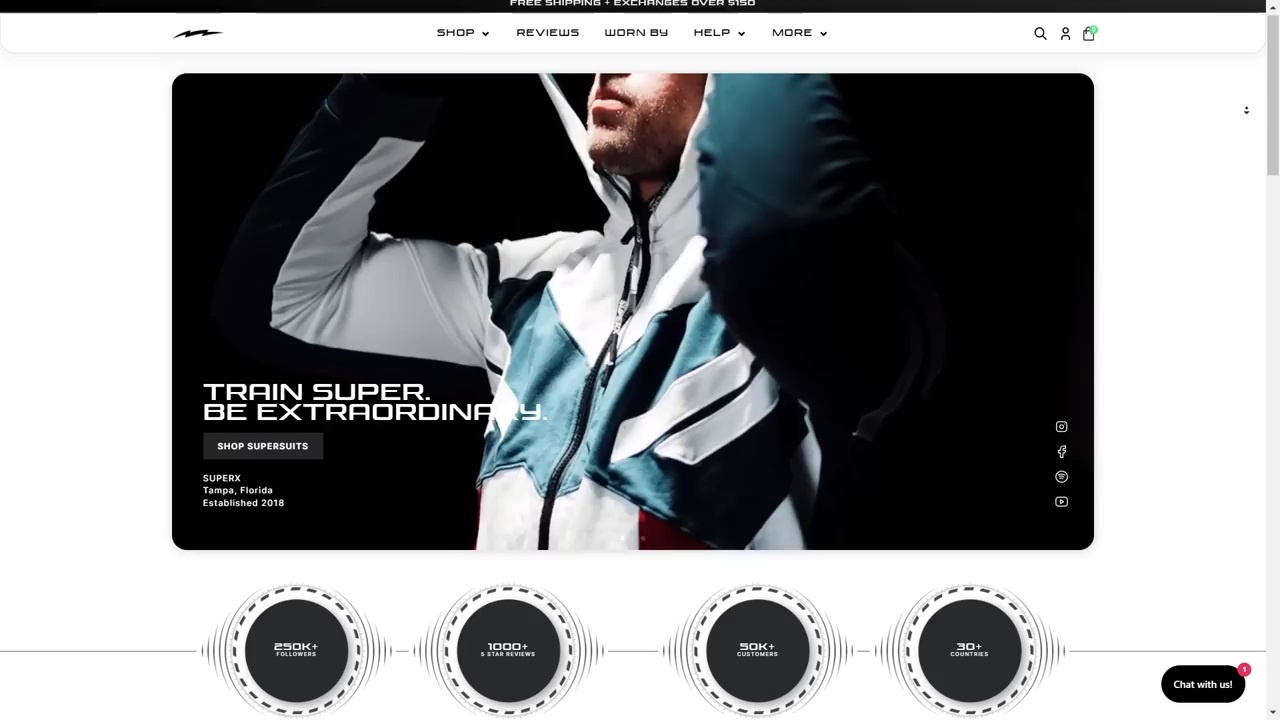 FREE SHIPPING + EXCHANGES OVER $150
SHOP
REVIEWS
WORN BY
HELP
MORE
TRAIN SUPER.
BE EXTRAORDINARY.
SHOP SUPERSUITS
SUPERX
Tampa, Florida
Established 2018
250K+
FOLLOWERS
1000+
5 STAR REVIEWS
50K+
CUSTOMERS
30+
COUNTRIES
1
Chat with us!